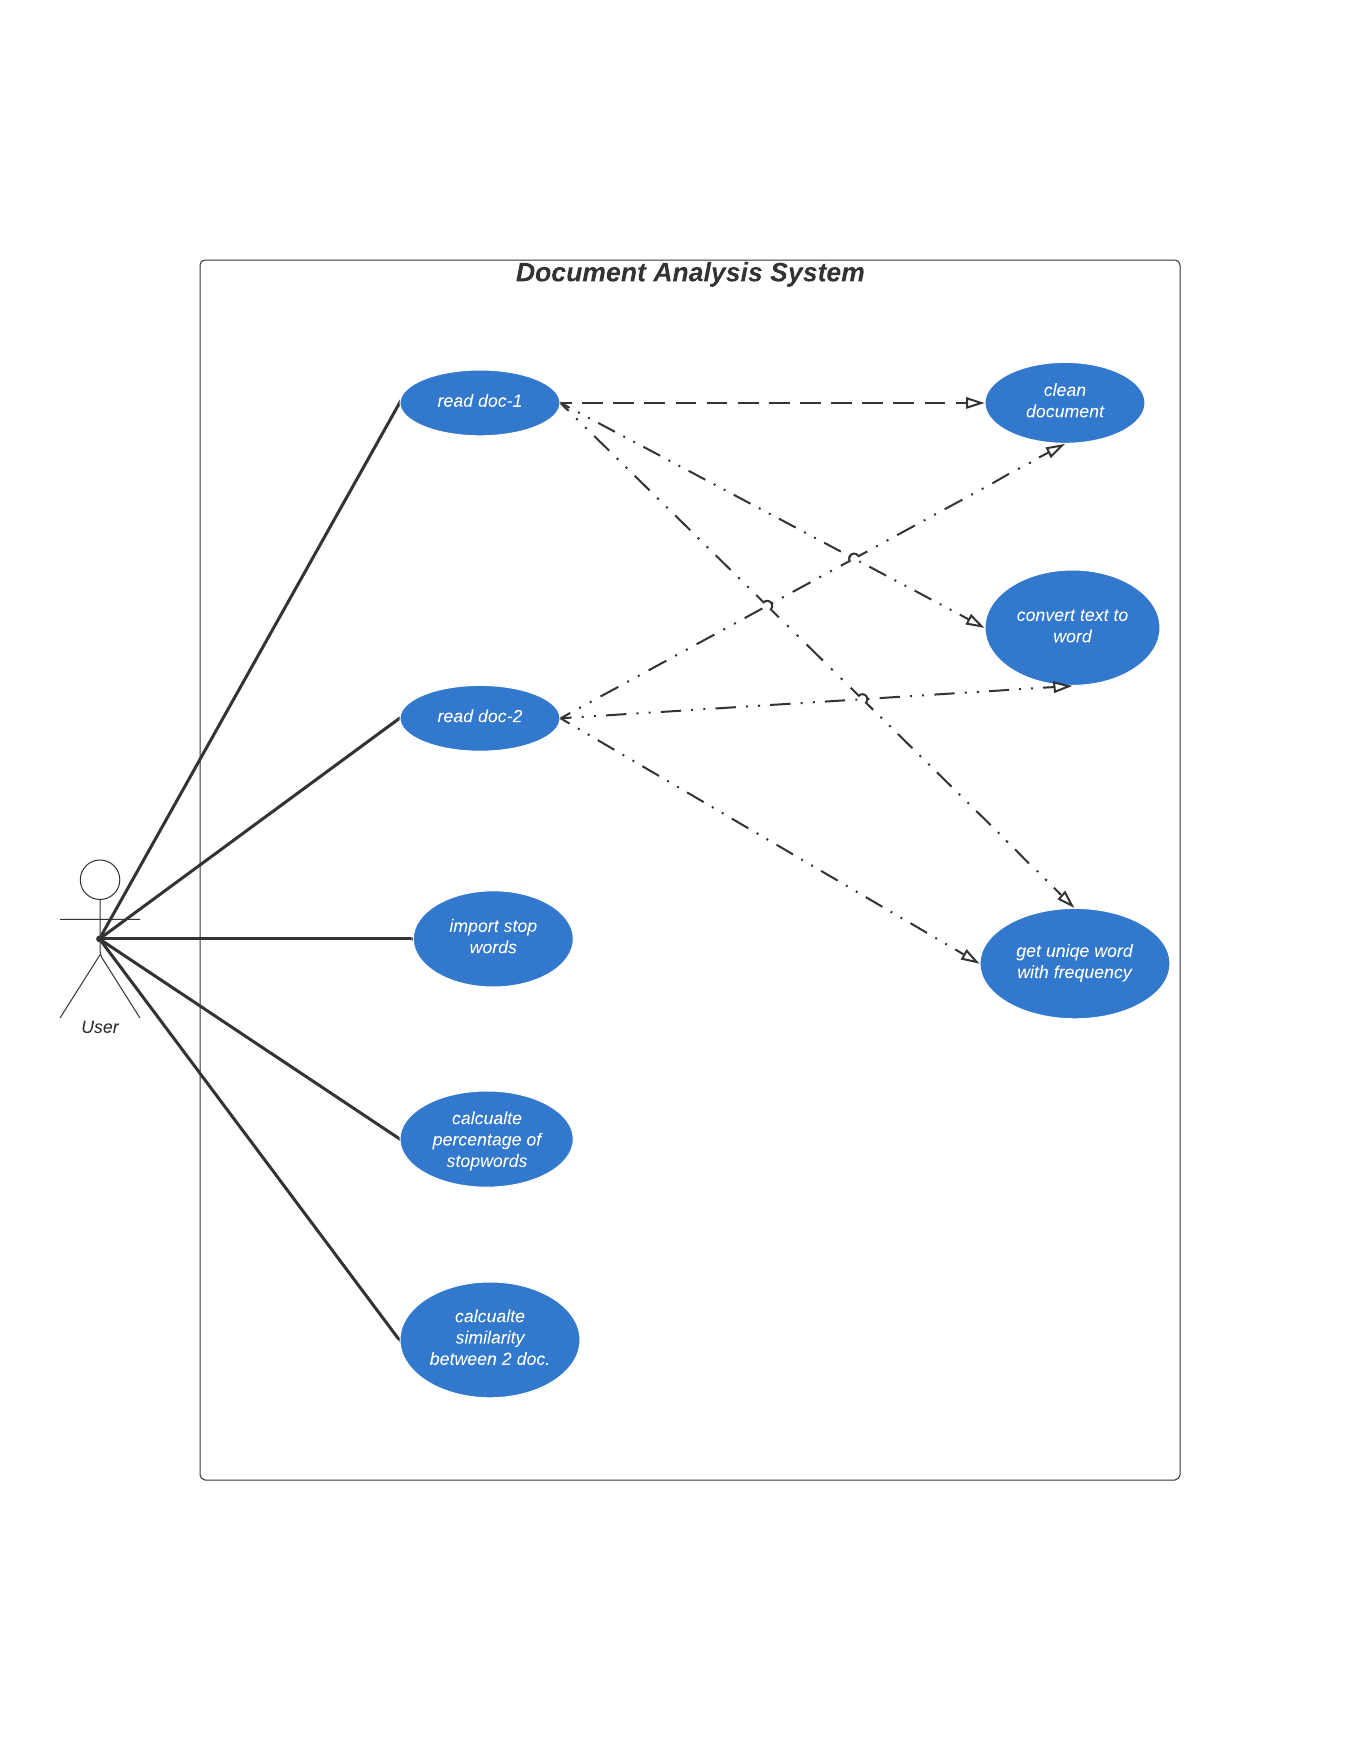 Document Analysis System
read doc-1
clean
document
convert text to
word
read doc-2
import stop
words
get uniqe word
with frequency
User
calcualte
percentage of
stopwords
calcualte
similarity
between 2 doc.